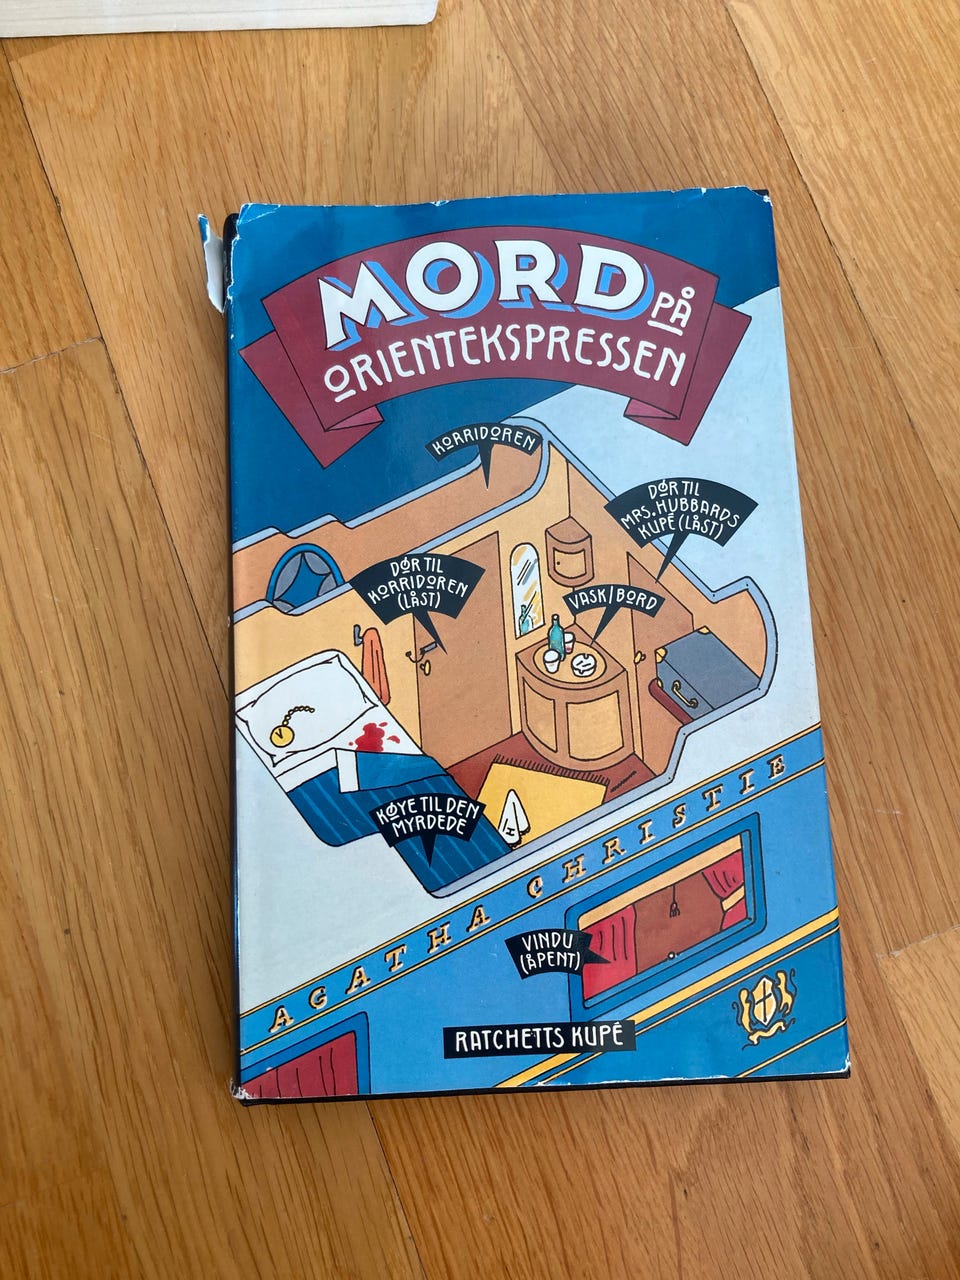 MORD
PÅ
ORIENTEKSPRESSEN
KORRIDOREN
DØR TIL
MRS. HUBBARDS
KUPÉ (LÅST)
DØR TIL
KORRIDOREN
(LÅST)
VASK/BORD
KØYE TIL DEN
MYRDEDE
H
AGATHA CHRISTIE
VINDU
(ÅPENT)
RATCHETTS KUPÉ